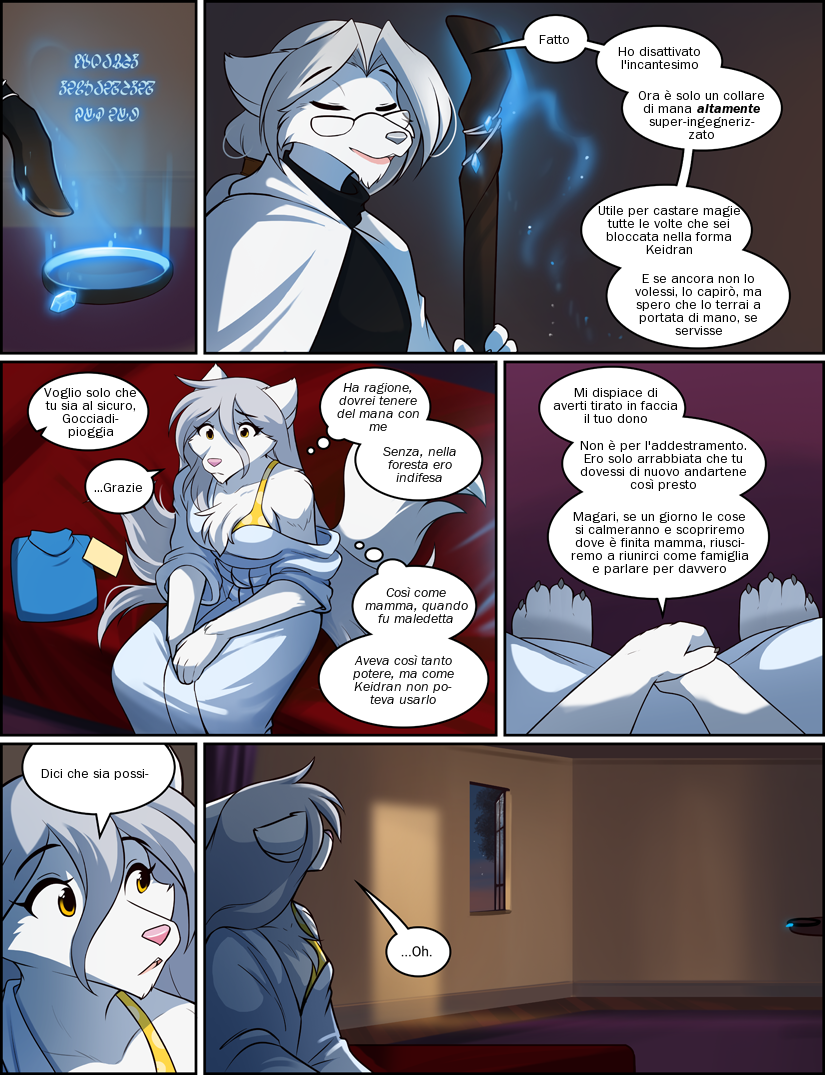 Fatto
Ho disattivato
l'incantesimo
Ora è solo un collare
di mana altamente
super-ingegneriz-
zato
Utile per castare magie
tutte le volte che sei
bloccata nella forma
Keidran
E se ancora non lo
volessi, lo capirò, ma
spero che lo terrai a
portata di mano, se
servisse
Voglio solo che
tu sia al sicuro,
Gocciadi-
pioggia
...Grazie
Ha ragione,
dovrei tenere
del mana con
me
Senza, nella
foresta ero
indifesa
Così come
mamma, quando
fu maledetta
Aveva così tanto
potere, ma come
Keidran non po-
teva usarlo
Mi dispiace di
averti tirato in faccia
il tuo dono
Non è per l'addestramento.
Ero solo arrabbiata che tu
dovessi di nuovo andartene
così presto
Magari, se un giorno le cose
si calmeranno e scopriremo
dove è finita mamma, riusci-
remo a riunirci come famiglia
e parlare per davvero
Dici che sia possi-
...Oh.